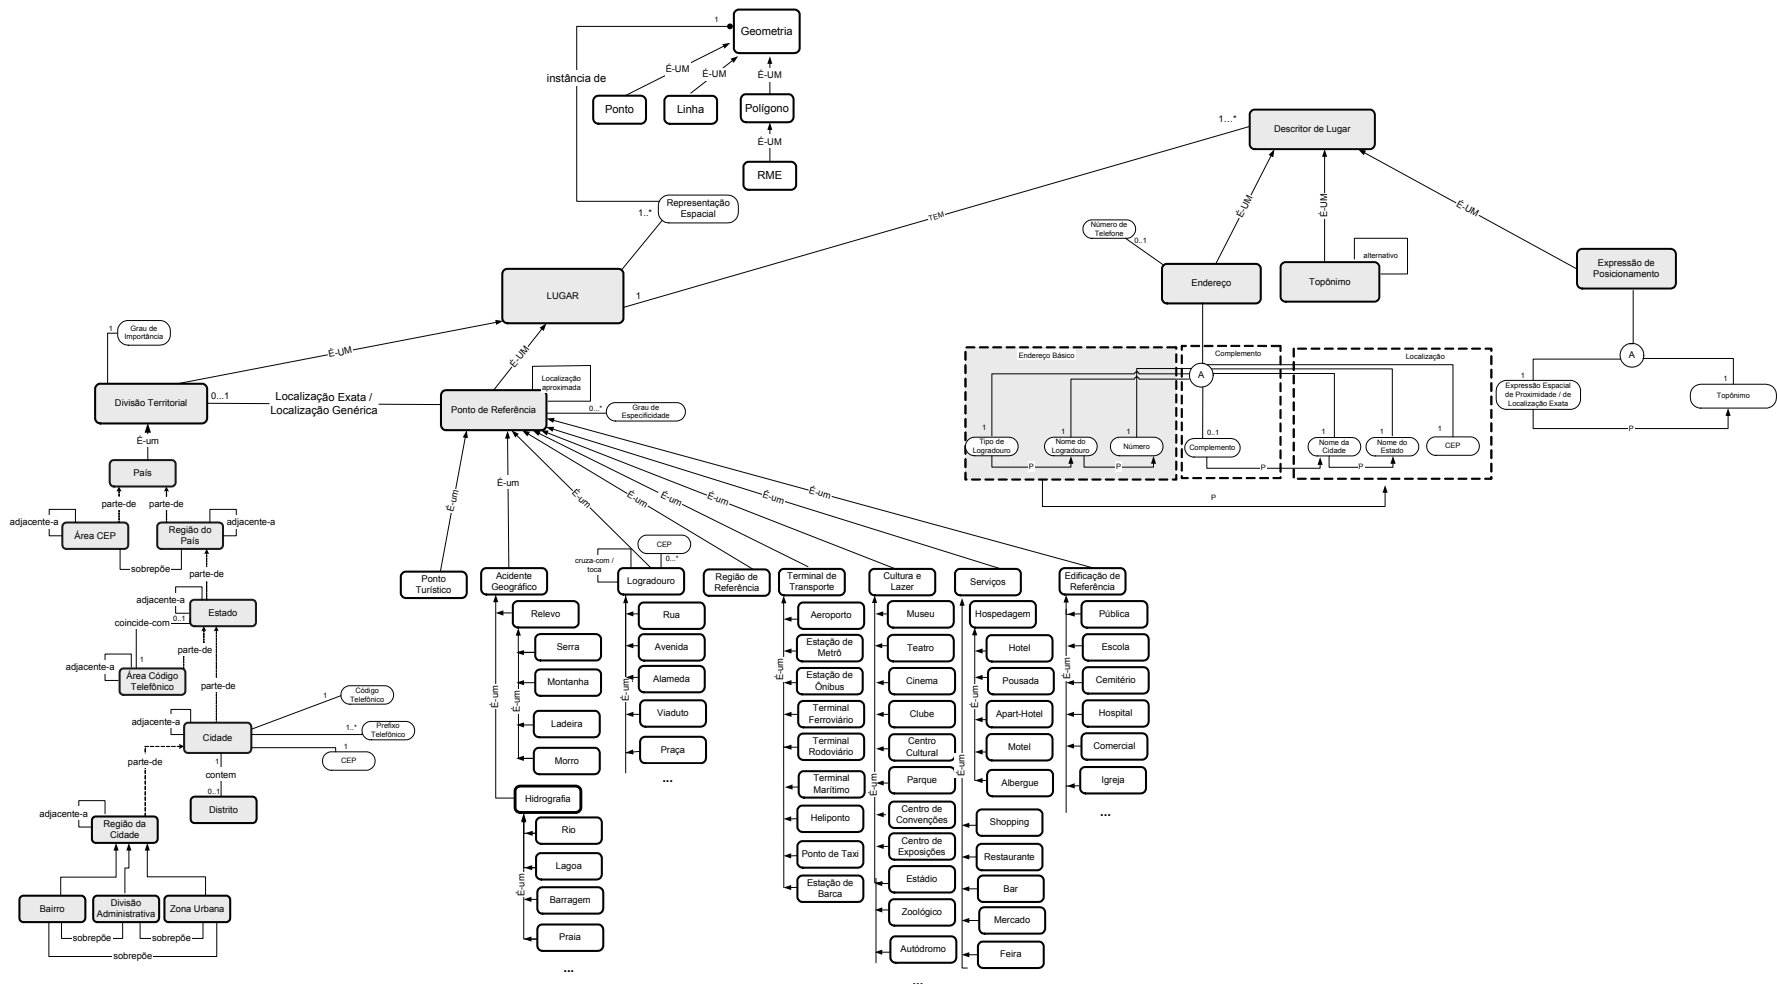 1
Geometria
É-UM
É-UM
É-UM
instância de
Ponto
Linha
Polígono
É-UM
RME
Representação
Espacial
1..*
1...*
Descritor de Lugar
TEM
É-UM
É-UM
É-UM
Número de
Telefone
0..1
alternativo
Endereço
Topônimo
Expressão de
Posicionamento
LUGAR
1
1
Grau de
Importância
É-UM
É-UM
Endereço Básico
Complemento
Localização
A
A
Localização
aproximada
Divisão Territorial
0...1
Localização Exata /
Localização Genérica
Ponto de Referência
0...*
Grau de
Especificidade
1
Expressão Espacial
de Proximidade / de
Localização Exata
1
Topônimo
P
1
Tipo de
Logradouro
1
Nome do
Logradouro
1
Número
0..1
Complemento
1
Nome da
Cidade
1
Nome do
Estado
1
CEP
P
P
P
P
P
É-um
País
parte-de
parte-de
adjacente-a
Área CEP
Região do
País
adjacente-a
sobrepõe
parte-de
adjacente-a
Estado
coincide-com
0..1
parte-de
1
adjacente-a
Área Código
Telefônico
parte-de
1
Código
Telefônico
adjacente-a
Cidade
1..*
Prefixo
Telefônico
1
CEP
parte-de
1
contem
0..1
Distrito
adjacente-a
Região da
Cidade
Bairro
Divisão
Administrativa
Zona Urbana
sobrepõe
sobrepõe
sobrepõe
É-um
É-um
É-um
É-um
É-um
É-um
É-um
É-um
Ponto
Turístico
Acidente
Geográfico
É-um
Relevo
É-um
Serra
Montanha
Ladeira
Morro
Hidrografia
É-um
Rio
Lagoa
Barragem
Praia
...
cruza-com /
toca
CEP
0...*
Logradouro
Rua
Avenida
Alameda
Viaduto
Praça
...
Região de
Referência
Terminal de
Transporte
É-um
Aeroporto
Estação de
Metrô
Estação de
Ônibus
Terminal
Ferroviário
Terminal
Rodoviário
Terminal
Marítimo
Heliponto
Ponto de Taxi
Estação de
Barca
Cultura e
Lazer
É-um
Museu
Teatro
Cinema
Clube
Centro
Cultural
Parque
Centro de
Convenções
Centro de
Exposições
Estádio
Zoológico
Autódromo
...
Serviços
É-um
Hospedagem
É-um
Hotel
Pousada
Apart-Hotel
Motel
Albergue
Shopping
Restaurante
Bar
Mercado
Feira
Edificação de
Referência
É-um
Pública
Escola
Cemitério
Hospital
Comercial
Igreja
...